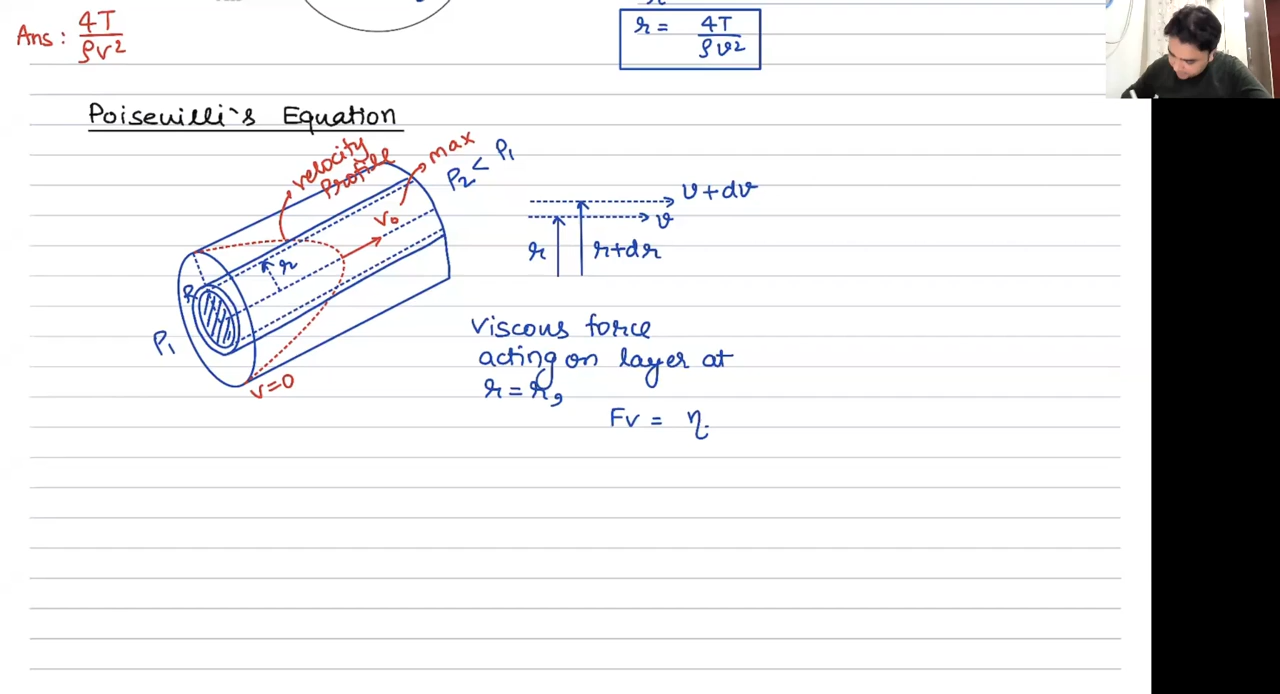 Ans: 4T/ρv²
r = 4T/ρv²
Poiseuilli's Equation
velocity profile
max
P₂ < P₁
v₀
r
R
P₁
v=0
v+dv
v
r
r+dr
Viscous force
acting on layer at
r = r,
Fv = η